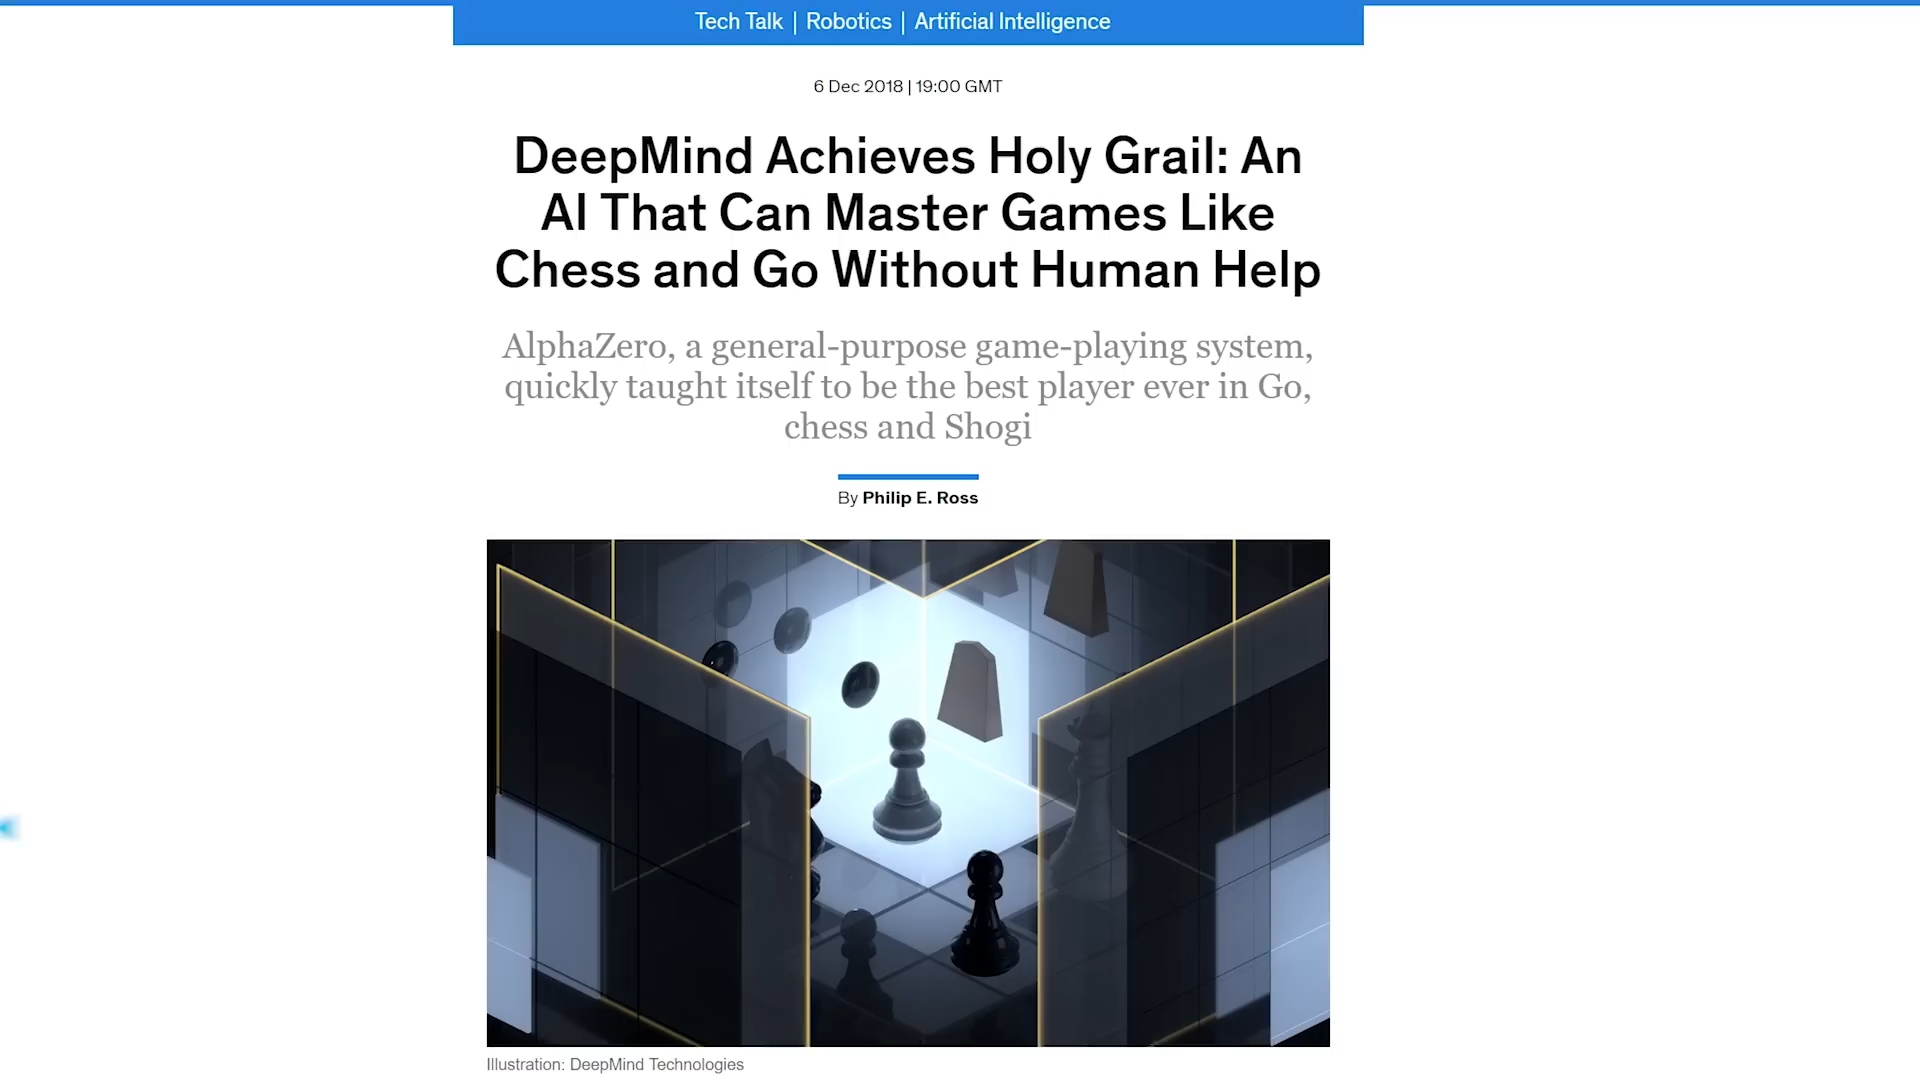 Tech Talk | Robotics | Artificial Intelligence
6 Dec 2018 | 19:00 GMT
DeepMind Achieves Holy Grail: An
AI That Can Master Games Like
Chess and Go Without Human Help
AlphaZero, a general-purpose game-playing system,
quickly taught itself to be the best player ever in Go,
chess and Shogi
By Philip E. Ross
Illustration: DeepMind Technologies